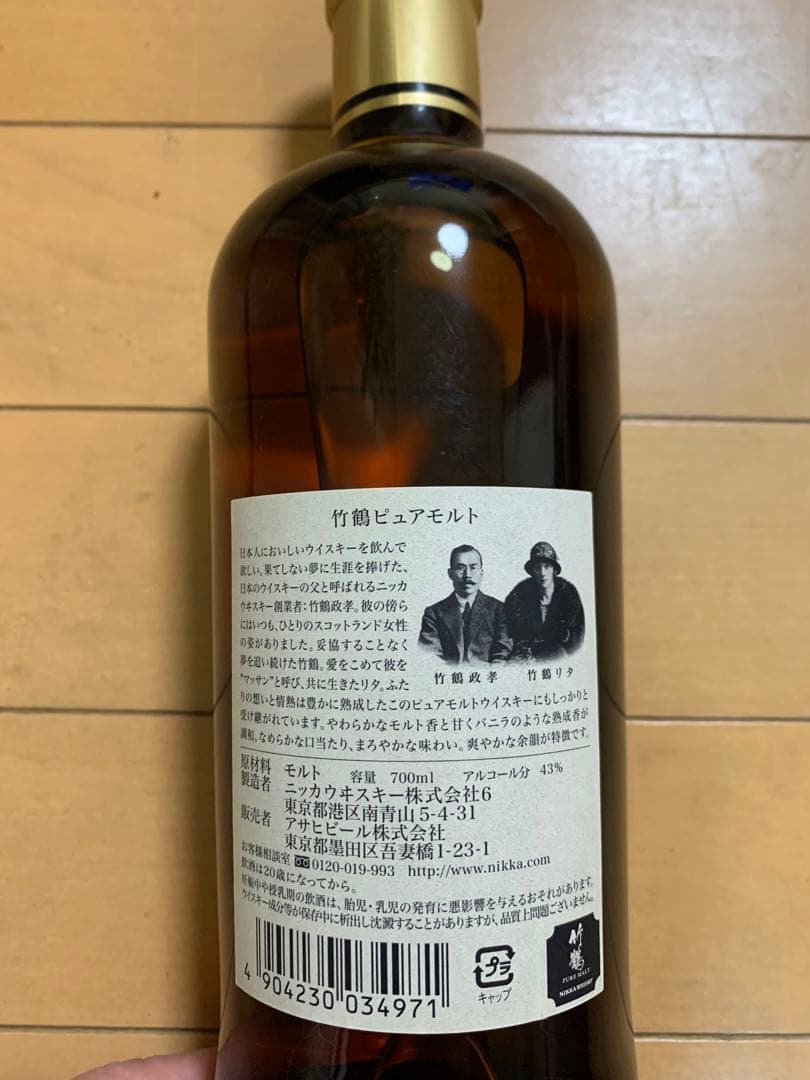 竹鶴ピュアモルト
日本人においしいウイスキーを飲んで
欲しい。果てしない夢に生涯を捧げた、
日本のウイスキーの父と呼ばれるニッカ
ウヰスキー創業者：竹鶴政孝。彼の傍ら
にはいつも、ひとりのスコットランド女性
の姿がありました。妥協することなく
夢を追い続けた竹鶴。愛をこめて彼を
“マッサン”と呼び、共に生きたリタ。ふた
りの想いと情熱は豊かに熟成したこのピュアモルトウイスキーにもしっかりと
受け継がれています。やわらかなモルト香と甘くバニラのような熟成香が
調和。なめらかな口当たり、まろやかな味わい。爽やかな余韻が特徴です。
竹鶴政孝 竹鶴リタ
原材料 モルト 容量 700ml アルコール分 43%
製造者 ニッカウヰスキー株式会社6
東京都港区南青山5-4-31
販売者 アサヒビール株式会社
東京都墨田区吾妻橋1-23-1
お客様相談室 0120-019-993 http://www.nikka.com
飲酒は20歳になってから。
妊娠中や授乳期の飲酒は、胎児・乳児の発育に悪影響を与えるおそれがあります。
ウイスキー成分等が保存中に析出し沈澱することがありますが、品質上問題ございません。
4 904230 034971
プラ
キャップ
竹鶴
PURE MALT
NIKKA WHISKY